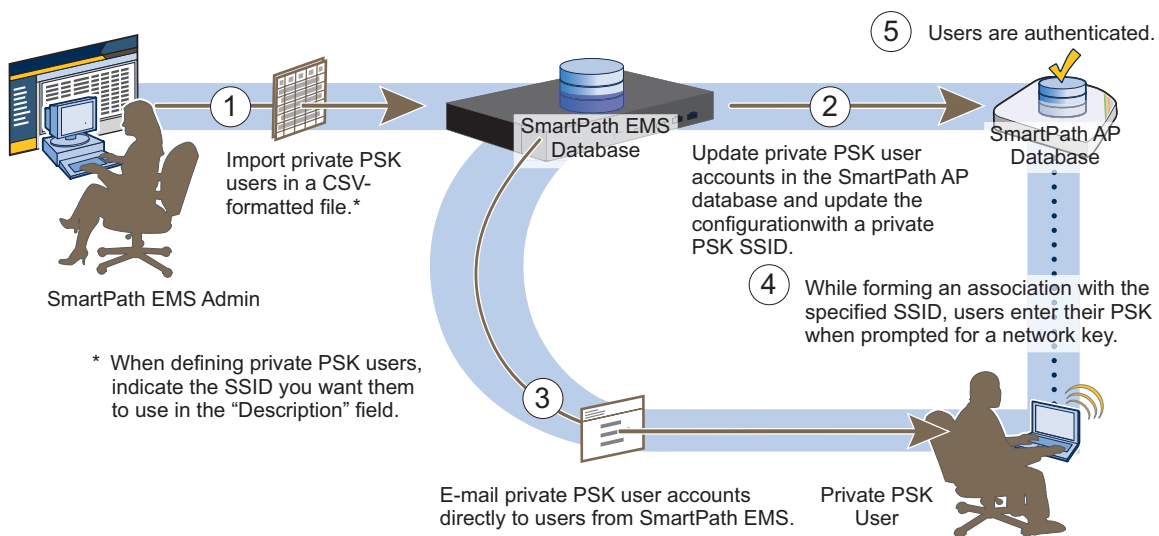 5 Users are authenticated.
1
2
SmartPath EMS
Database
SmartPath AP
Database
Import private PSK
users in a CSV-
formatted file.*
Update private PSK user
accounts in the SmartPath AP
database and update the
configurationwith a private
PSK SSID.
SmartPath EMS Admin
4 While forming an association with the
specified SSID, users enter their PSK
when prompted for a network key.
* When defining private PSK users,
indicate the SSID you want them
to use in the “Description” field.
3
E-mail private PSK user accounts
directly to users from SmartPath EMS.
Private PSK
User